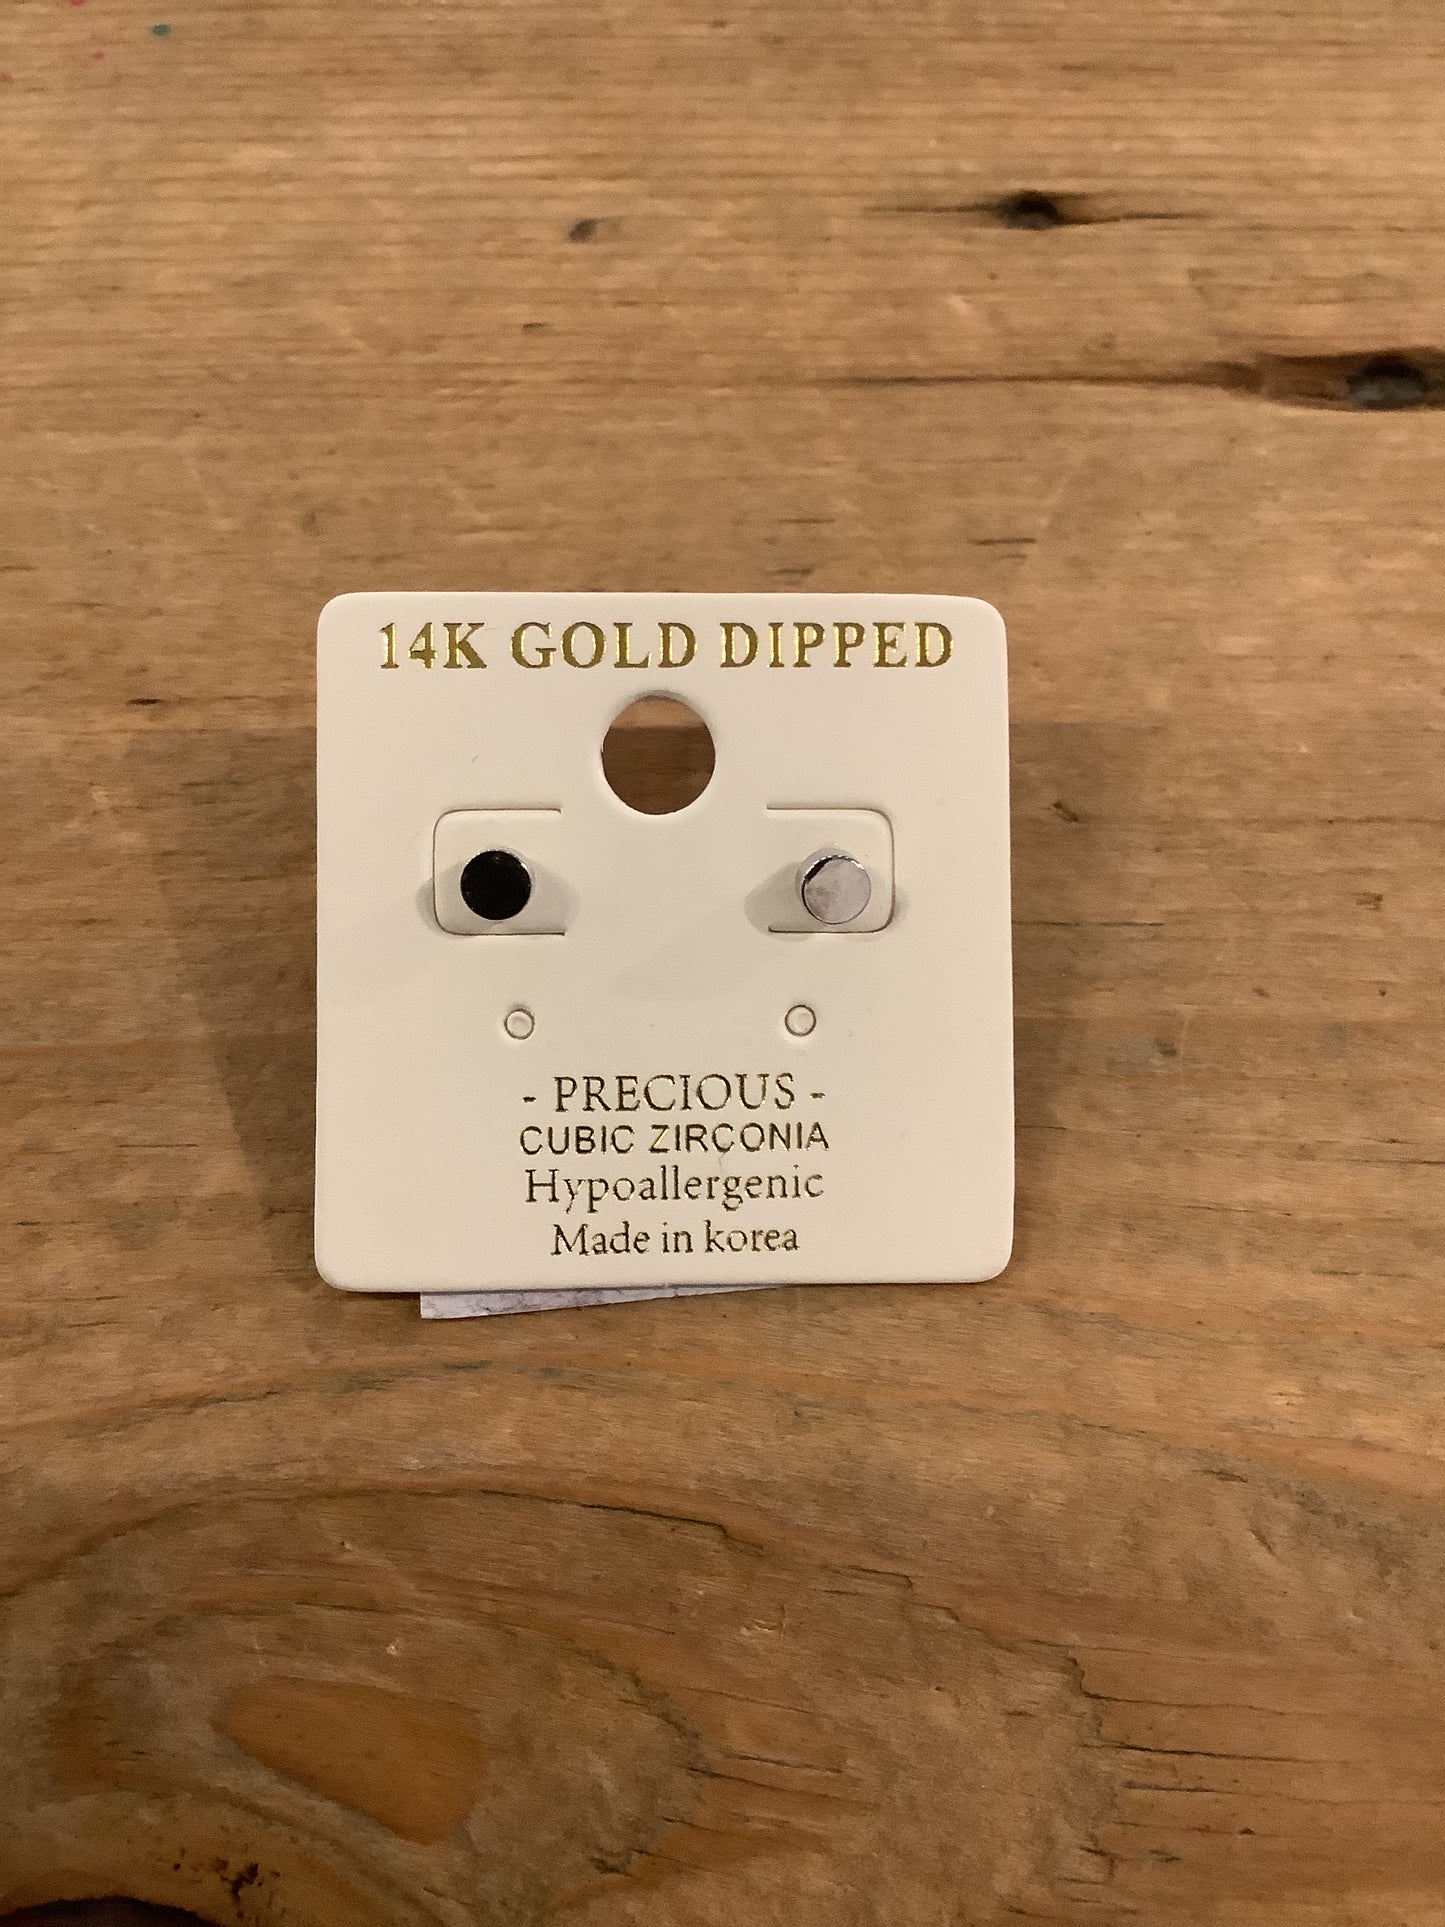 14K GOLD DIPPED
- PRECIOUS -
CUBIC ZIRCONIA
Hypoallergenic
Made in korea